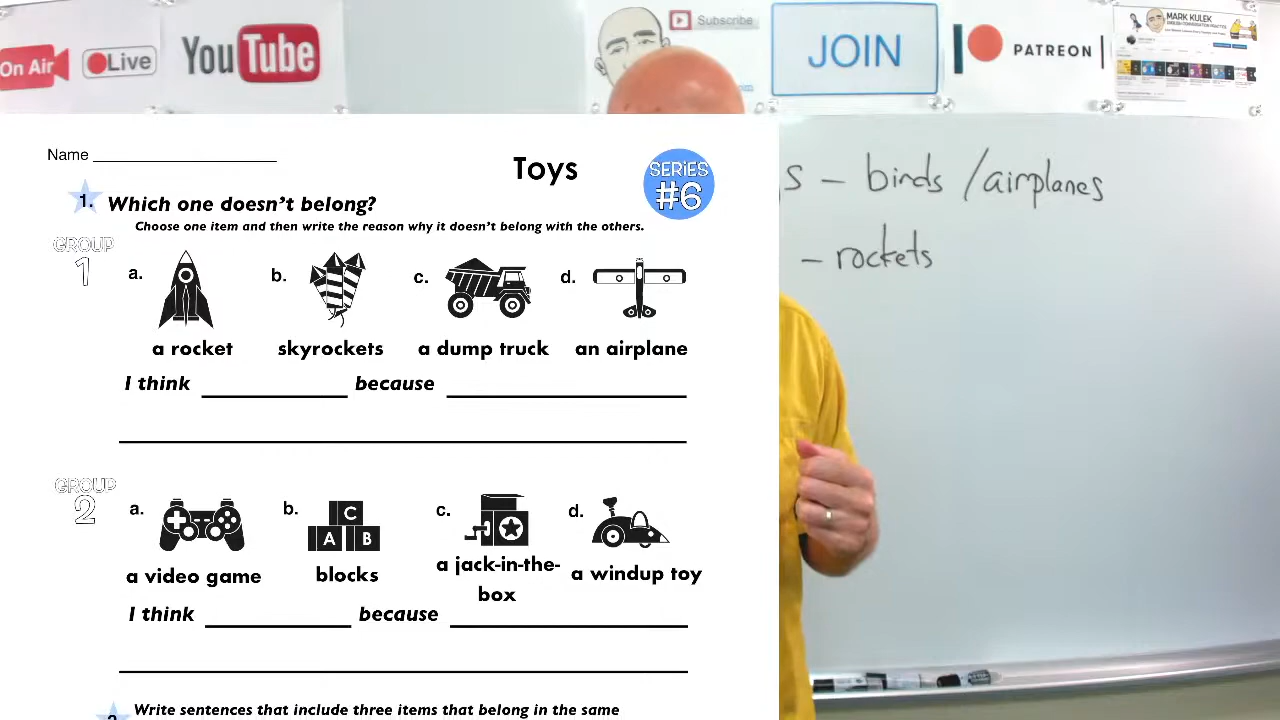 On Air
Live
YouTube
Subscribe
JOIN
PATREON
MARK KULEK
Name
Toys
SERIES
#6
1. Which one doesn't belong?
Choose one item and then write the reason why it doesn't belong with the others.
GROUP
1
a. b. c. d.
a rocket skyrockets a dump truck an airplane
I think because
GROUP
2
a. b. c. d.
C
A B
a video game blocks a jack-in-the-box a windup toy
I think because
Write sentences that include three items that belong in the same
s - birds / airplanes
- rockets